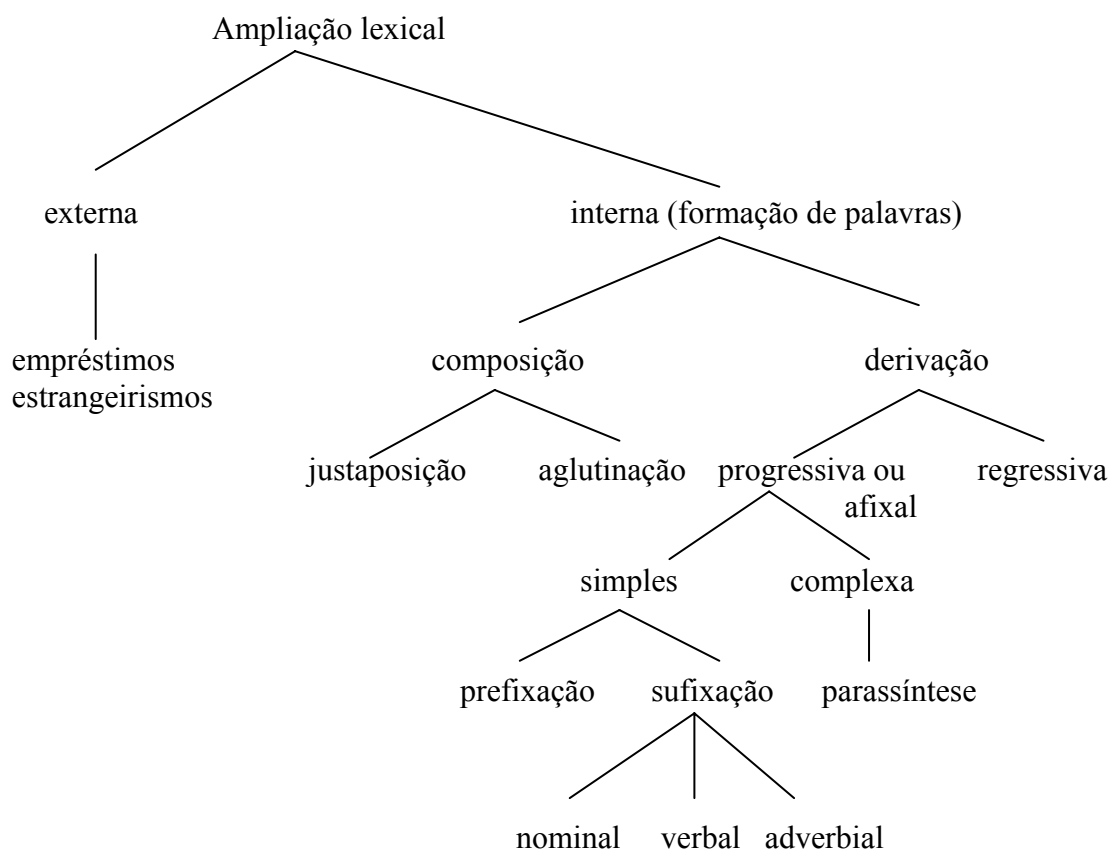 Ampliação lexical
externa interna (formação de palavras)
empréstimos composição derivação
estrangeirismos
justaposição aglutinação progressiva ou regressiva
afixal
simples complexa
prefixação sufixação parassíntese
nominal verbal adverbial